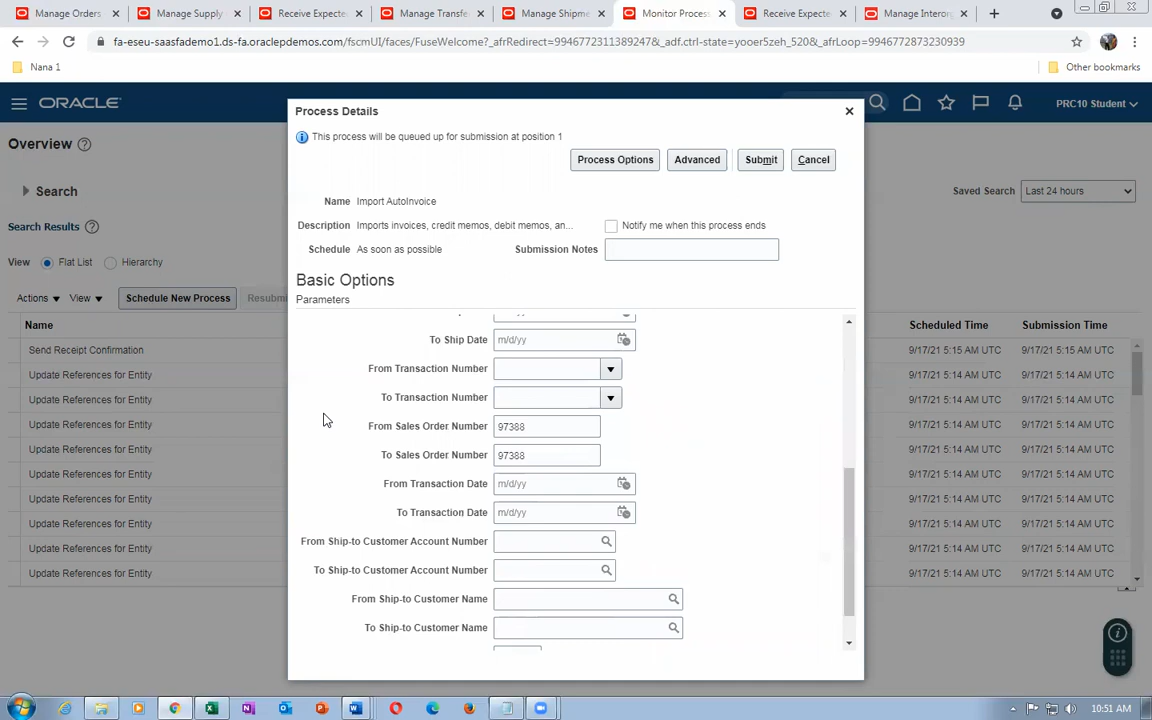 Manage Orders
Manage Supply
Receive Expecte
Manage Transfe
Manage Shipme
Monitor Proces
Receive Expecte
Manage Interorg
fa-eseu-saasfademo1.ds-fa.oraclepdemos.com/fscmUI/faces/FuseWelcome?_afrRedirect=9946772311389247&_adf.ctrl-state=yooer5zeh_520&_afrLoop=9946772873230939
Nana 1
Other bookmarks
ORACLE
PRC10 Student
Overview
Search
Saved Search
Last 24 hours
Search Results
View Flat List Hierarchy
Actions View Schedule New Process Resubm
Name Scheduled Time Submission Time
Send Receipt Confirmation 9/17/21 5:15 AM UTC 9/17/21 5:15 AM UTC
Update References for Entity 9/17/21 5:14 AM UTC 9/17/21 5:14 AM UTC
Update References for Entity 9/17/21 5:14 AM UTC 9/17/21 5:14 AM UTC
Update References for Entity 9/17/21 5:14 AM UTC 9/17/21 5:14 AM UTC
Update References for Entity 9/17/21 5:14 AM UTC 9/17/21 5:14 AM UTC
Update References for Entity 9/17/21 5:14 AM UTC 9/17/21 5:14 AM UTC
Update References for Entity 9/17/21 5:14 AM UTC 9/17/21 5:14 AM UTC
Update References for Entity 9/17/21 5:14 AM UTC 9/17/21 5:14 AM UTC
Update References for Entity 9/17/21 5:14 AM UTC 9/17/21 5:14 AM UTC
Update References for Entity 9/17/21 5:14 AM UTC 9/17/21 5:14 AM UTC
Process Details
This process will be queued up for submission at position 1
Process Options Advanced Submit Cancel
Name Import AutoInvoice
Description Imports invoices, credit memos, debit memos, an... Notify me when this process ends
Schedule As soon as possible Submission Notes
Basic Options
Parameters
To Ship Date m/d/yy
From Transaction Number
To Transaction Number
From Sales Order Number 97388
To Sales Order Number 97388
From Transaction Date m/d/yy
To Transaction Date m/d/yy
From Ship-to Customer Account Number
To Ship-to Customer Account Number
From Ship-to Customer Name
To Ship-to Customer Name
10:51 AM